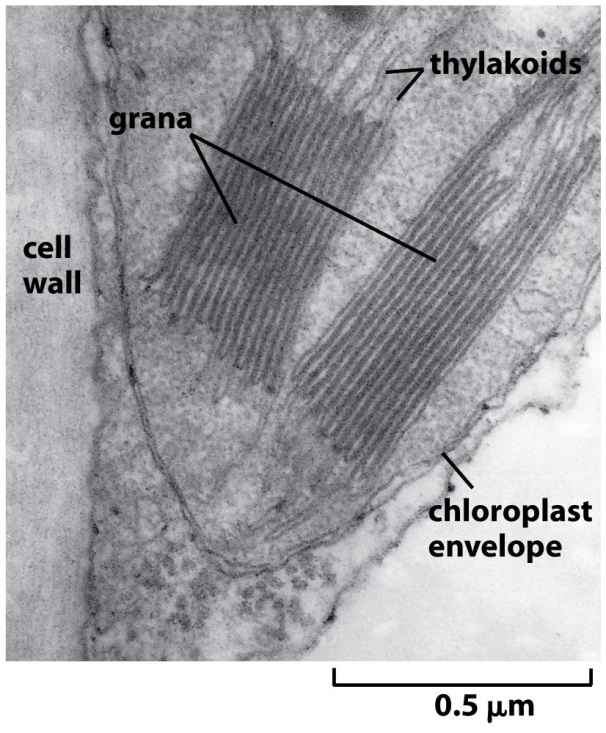 thylakoids
grana
cell
wall
chloroplast
envelope
0.5 μm